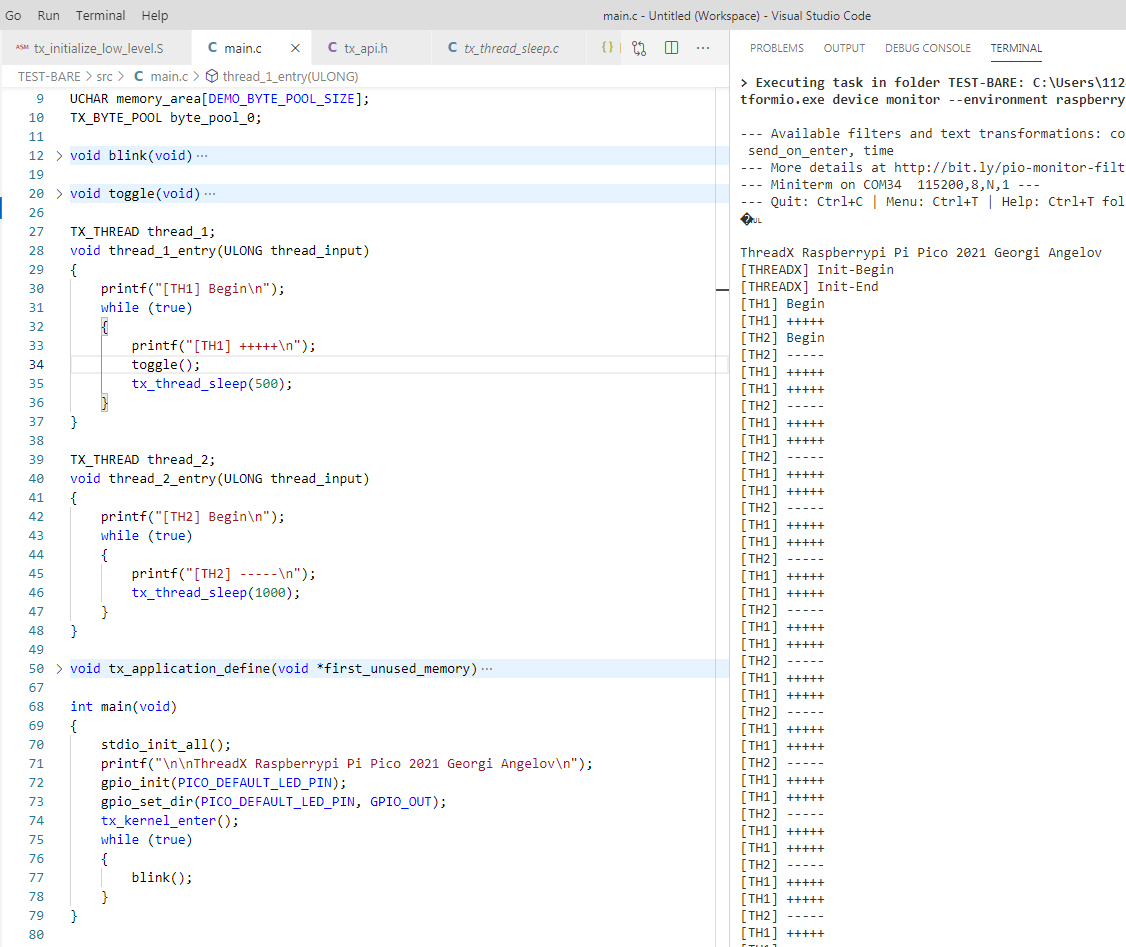 Go Run Terminal Help main.c - Untitled (Workspace) - Visual Studio Code
ASM tx_initialize_low_level.S C main.c × C tx_api.h C tx_thread_sleep.c {} ···
TEST-BARE > src > C main.c > thread_1_entry(ULONG)
9 UCHAR memory_area[DEMO_BYTE_POOL_SIZE];
10 TX_BYTE_POOL byte_pool_0;
11
12 > void blink(void) ···
19
20 > void toggle(void) ···
26
27 TX_THREAD thread_1;
28 void thread_1_entry(ULONG thread_input)
29 {
30 printf("[TH1] Begin\n");
31 while (true)
32 {
33 printf("[TH1] +++++\n");
34 toggle();
35 tx_thread_sleep(500);
36 }
37 }
38
39 TX_THREAD thread_2;
40 void thread_2_entry(ULONG thread_input)
41 {
42 printf("[TH2] Begin\n");
43 while (true)
44 {
45 printf("[TH2] -----\n");
46 tx_thread_sleep(1000);
47 }
48 }
49
50 > void tx_application_define(void *first_unused_memory) ···
67
68 int main(void)
69 {
70 stdio_init_all();
71 printf("\n\nThreadX Raspberrypi Pi Pico 2021 Georgi Angelov\n");
72 gpio_init(PICO_DEFAULT_LED_PIN);
73 gpio_set_dir(PICO_DEFAULT_LED_PIN, GPIO_OUT);
74 tx_kernel_enter();
75 while (true)
76 {
77 blink();
78 }
79 }
80
PROBLEMS OUTPUT DEBUG CONSOLE TERMINAL
> Executing task in folder TEST-BARE: C:\Users\112
tformio.exe device monitor --environment raspberry
--- Available filters and text transformations: co
send_on_enter, time
--- More details at http://bit.ly/pio-monitor-filt
--- Miniterm on COM34 115200,8,N,1 ---
--- Quit: Ctrl+C | Menu: Ctrl+T | Help: Ctrl+T fol
�UL
ThreadX Raspberrypi Pi Pico 2021 Georgi Angelov
[THREADX] Init-Begin
[THREADX] Init-End
[TH1] Begin
[TH1] +++++
[TH2] Begin
[TH2] -----
[TH1] +++++
[TH1] +++++
[TH2] -----
[TH1] +++++
[TH1] +++++
[TH2] -----
[TH1] +++++
[TH1] +++++
[TH2] -----
[TH1] +++++
[TH1] +++++
[TH2] -----
[TH1] +++++
[TH1] +++++
[TH2] -----
[TH1] +++++
[TH1] +++++
[TH2] -----
[TH1] +++++
[TH1] +++++
[TH2] -----
[TH1] +++++
[TH1] +++++
[TH2] -----
[TH1] +++++
[TH1] +++++
[TH2] -----
[TH1] +++++
[TH1] +++++
[TH2] -----
[TH1] +++++
[TH1] +++++
[TH2] -----
[TH1] +++++